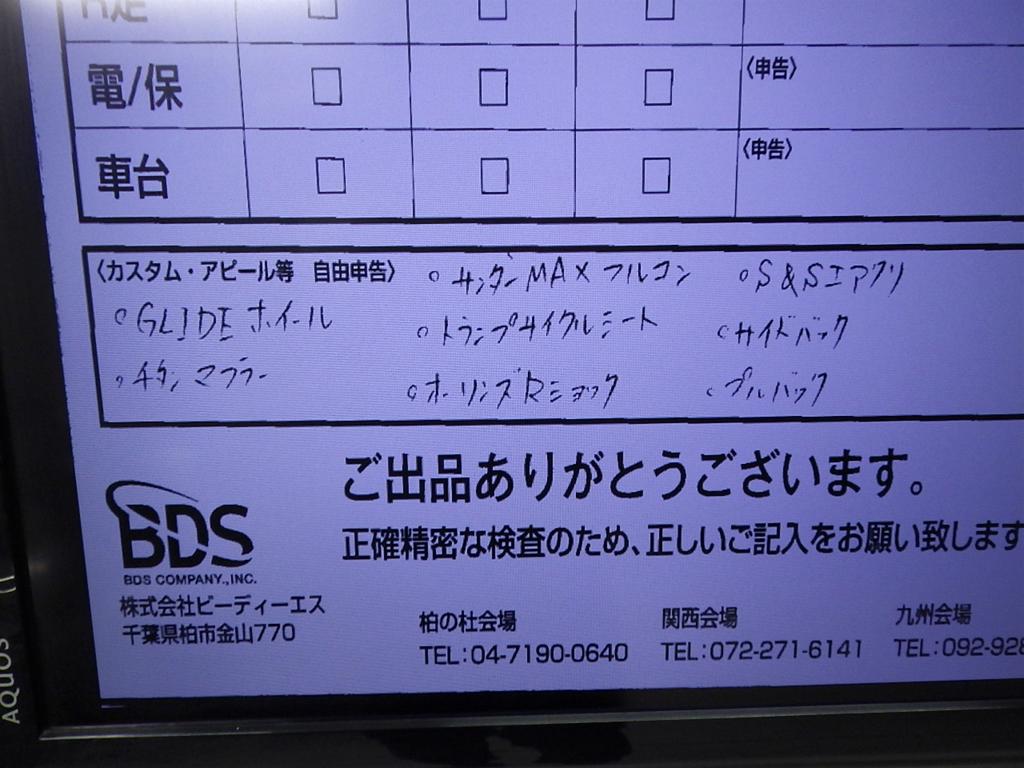 電/保 □ □ □ 〈申告〉
車台 □ □ □ 〈申告〉
〈カスタム・アピール等 自由申告〉
○GLIDE ホイール
○チタンマフラー
○サンダーMAXフルコン
○トランプサイクルシート
○オーリンズRショック
○S&Sエアクリ
○サイドバック
○プルバック
ご出品ありがとうございます。
正確精密な検査のため、正しいご記入をお願い致します
BDS
BDS COMPANY.,INC.
株式会社ビーディーエス
千葉県柏市金山770
柏の杜会場
TEL:04-7190-0640
関西会場
TEL:072-271-6141
九州会場
TEL:092-928
AQUOS